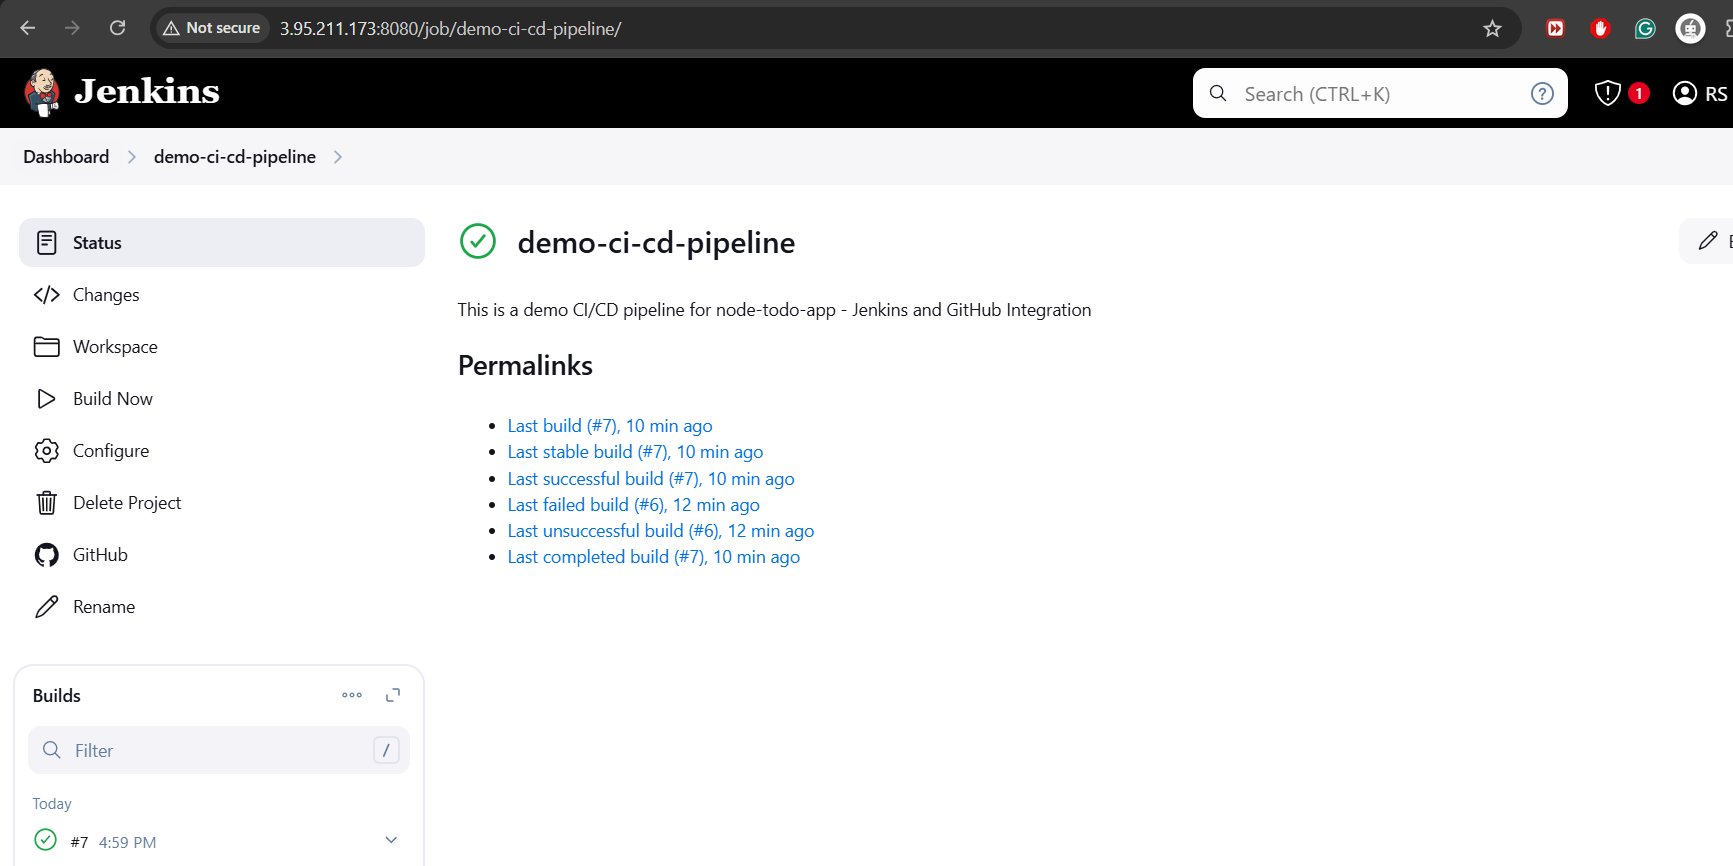 Not secure 3.95.211.173:8080/job/demo-ci-cd-pipeline/
Jenkins
Search (CTRL+K)
?
1
RS
Dashboard
demo-ci-cd-pipeline
Status
Changes
Workspace
Build Now
Configure
Delete Project
GitHub
Rename
demo-ci-cd-pipeline
This is a demo CI/CD pipeline for node-todo-app - Jenkins and GitHub Integration
Permalinks
Last build (#7), 10 min ago
Last stable build (#7), 10 min ago
Last successful build (#7), 10 min ago
Last failed build (#6), 12 min ago
Last unsuccessful build (#6), 12 min ago
Last completed build (#7), 10 min ago
Builds
Filter
/
Today
#7 4:59 PM